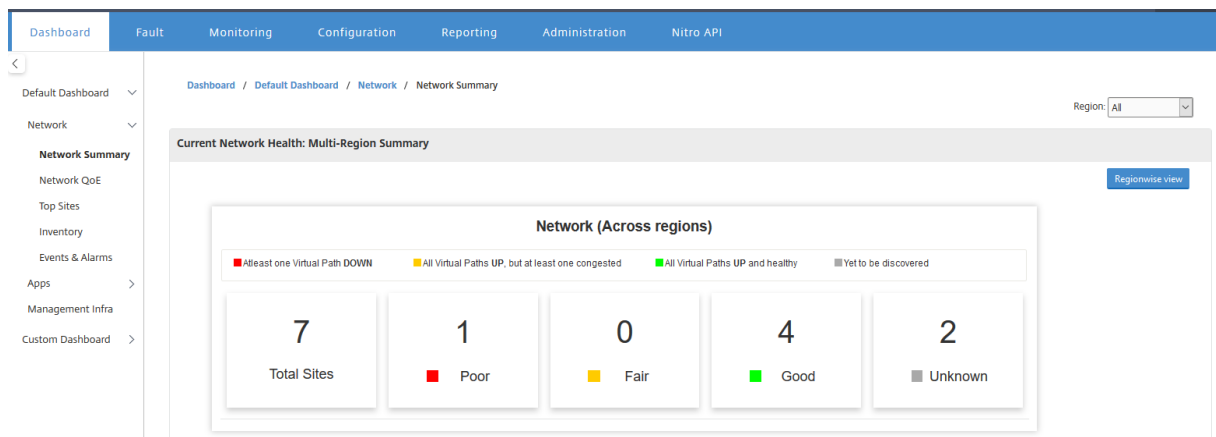 Dashboard Fault Monitoring Configuration Reporting Administration Nitro API
Default Dashboard
Network
Network Summary
Network QoE
Top Sites
Inventory
Events & Alarms
Apps
Management Infra
Custom Dashboard
Dashboard / Default Dashboard / Network / Network Summary
Region: All
Current Network Health: Multi-Region Summary
Regionwise view
Network (Across regions)
Atleast one Virtual Path DOWN All Virtual Paths UP, but at least one congested All Virtual Paths UP and healthy Yet to be discovered
7 1 0 4 2
Total Sites Poor Fair Good Unknown